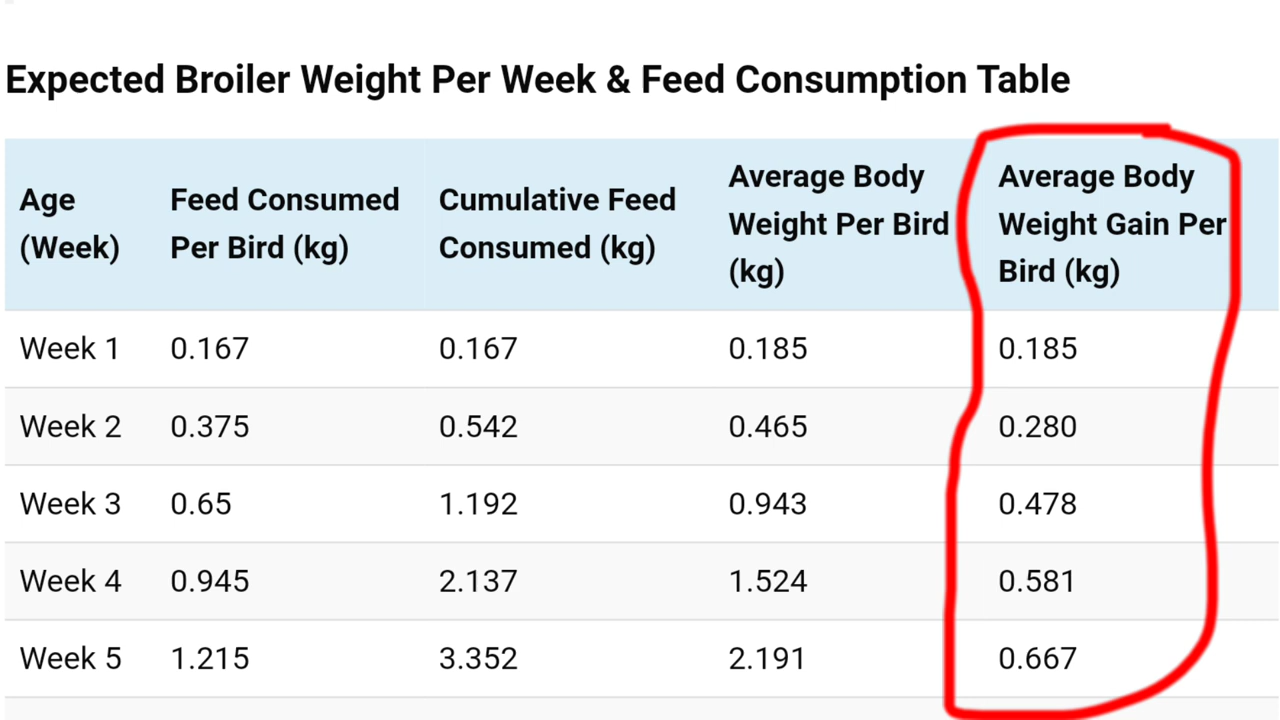 Expected Broiler Weight Per Week & Feed Consumption Table
Age (Week) Feed Consumed Per Bird (kg) Cumulative Feed Consumed (kg) Average Body Weight Per Bird (kg) Average Body Weight Gain Per Bird (kg)
Week 1 0.167 0.167 0.185 0.185
Week 2 0.375 0.542 0.465 0.280
Week 3 0.65 1.192 0.943 0.478
Week 4 0.945 2.137 1.524 0.581
Week 5 1.215 3.352 2.191 0.667